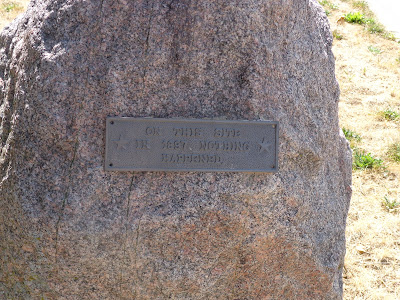 ON THIS SITE
IN 1897, NOTHING
HAPPENED.